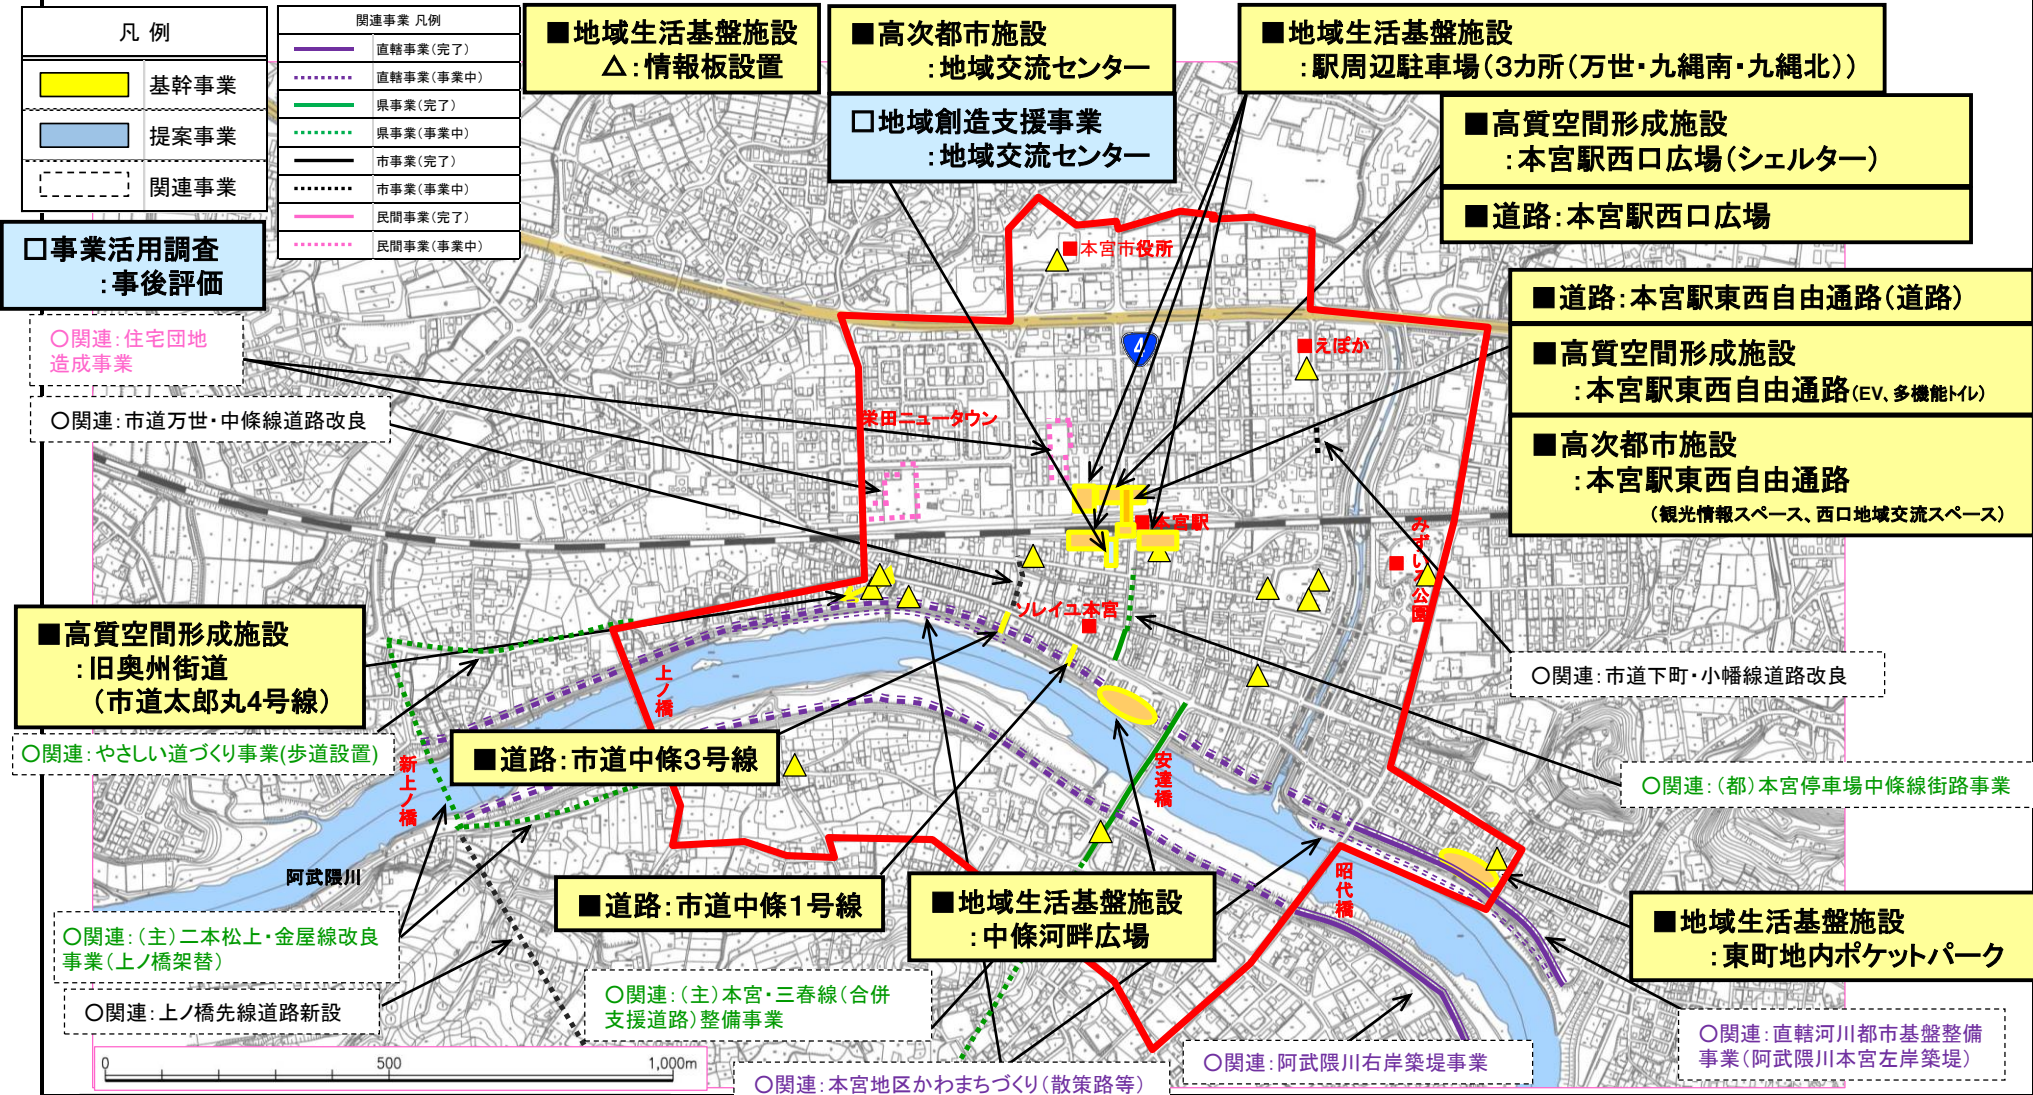 凡 例
基幹事業
提案事業
関連事業
関連事業 凡例
直轄事業(完了)
直轄事業(事業中)
県事業(完了)
県事業(事業中)
市事業(完了)
市事業(事業中)
民間事業(完了)
民間事業(事業中)
■地域生活基盤施設
△:情報板設置
■高次都市施設
:地域交流センター
□地域創造支援事業
:地域交流センター
■地域生活基盤施設
:駅周辺駐車場(3カ所(万世・九縄南・九縄北))
■高質空間形成施設
:本宮駅西口広場(シェルター)
■道路:本宮駅西口広場
□事業活用調査
:事後評価
■道路:本宮駅東西自由通路(道路)
■高質空間形成施設
:本宮駅東西自由通路(EV、多機能トイレ)
■高次都市施設
:本宮駅東西自由通路
(観光情報スペース、西口地域交流スペース)
○関連:住宅団地
造成事業
○関連:市道万世・中條線道路改良
■本宮市役所
4
■えぽか
栄田ニュータウン
■本宮駅
みずいろ公園
ソレイユ本宮
上ノ橋
新上ノ橋
安達橋
昭代橋
阿武隈川
■高質空間形成施設
:旧奥州街道
(市道太郎丸4号線)
○関連:やさしい道づくり事業(歩道設置)
■道路:市道中條3号線
■道路:市道中條1号線
■地域生活基盤施設
:中條河畔広場
○関連:市道下町・小幡線道路改良
○関連:(都)本宮停車場中條線街路事業
■地域生活基盤施設
:東町地内ポケットパーク
○関連:(主)二本松上・金屋線改良
事業(上ノ橋架替)
○関連:上ノ橋先線道路新設
○関連:(主)本宮・三春線(合併
支援道路)整備事業
○関連:本宮地区かわまちづくり(散策路等)
○関連:阿武隈川右岸築堤事業
○関連:直轄河川都市基盤整備
事業(阿武隈川本宮左岸築堤)
0 500 1,000m